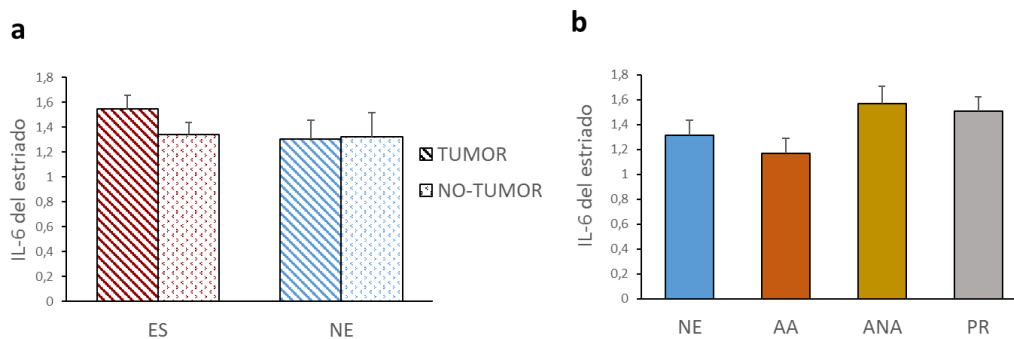 a
IL-6 del estriado
1,8
1,6
1,4
1,2
1
0,8
0,6
0,4
0,2
0
ES
NE
TUMOR
NO-TUMOR
b
IL-6 del estriado
1,8
1,6
1,4
1,2
1
0,8
0,6
0,4
0,2
0
NE
AA
ANA
PR